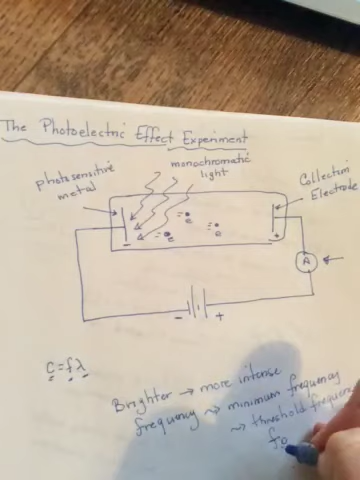 The Photoelectric Effect Experiment
monochromatic
light
photosensitive
metal
Collection
Electrode
e
e
e
-
+
A
- +
c = fλ
Brighter → more intense
frequency → minimum frequency
→ threshold frequency
f₀